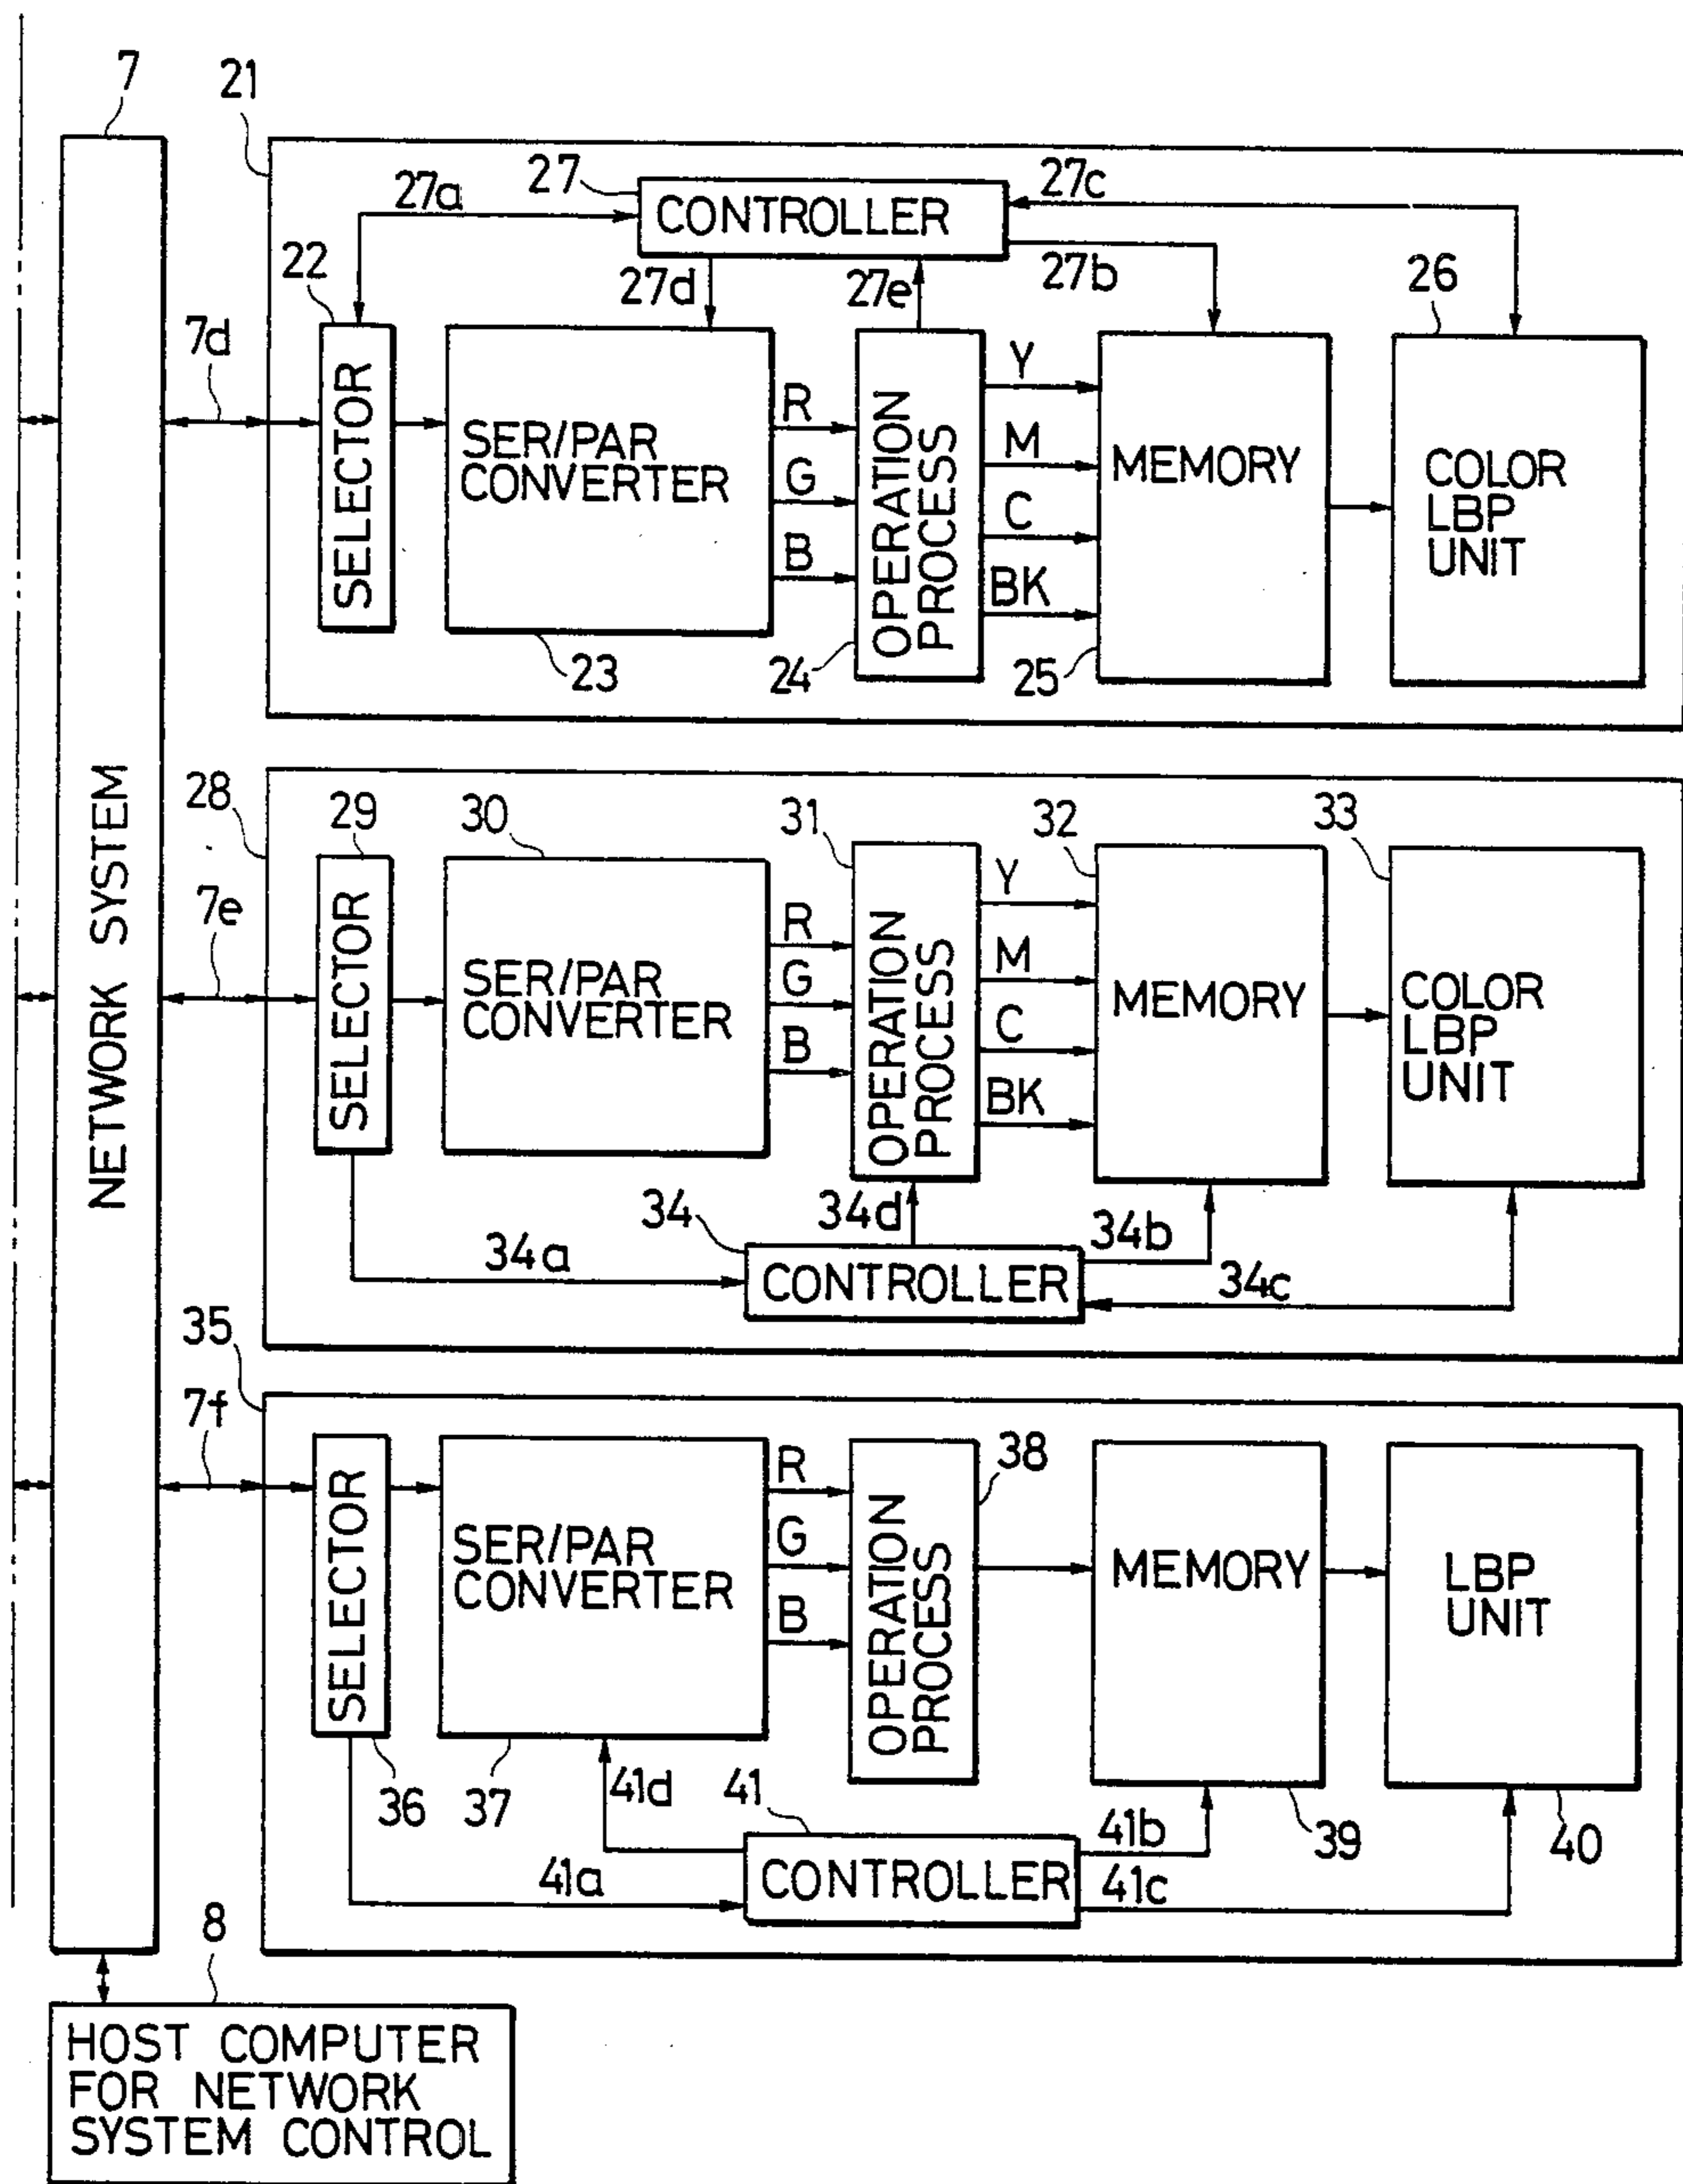 7
NETWORK SYSTEM
21
27a
27
CONTROLLER
27c
22
27d
27e
27b
26
7d
SELECTOR
SER/PAR
CONVERTER
23
R
G
B
OPERATION
PROCESS
24
Y
M
C
BK
MEMORY
25
COLOR
LBP
UNIT
28
29
30
31
32
33
7e
SELECTOR
SER/PAR
CONVERTER
R
G
B
OPERATION
PROCESS
Y
M
C
BK
MEMORY
COLOR
LBP
UNIT
34a
34
34d
34b
CONTROLLER
34c
35
7f
SELECTOR
36
SER/PAR
CONVERTER
37
R
G
B
OPERATION
PROCESS
38
MEMORY
39
LBP
UNIT
40
41d
41
41b
41a
CONTROLLER
41c
8
HOST COMPUTER
FOR NETWORK
SYSTEM CONTROL